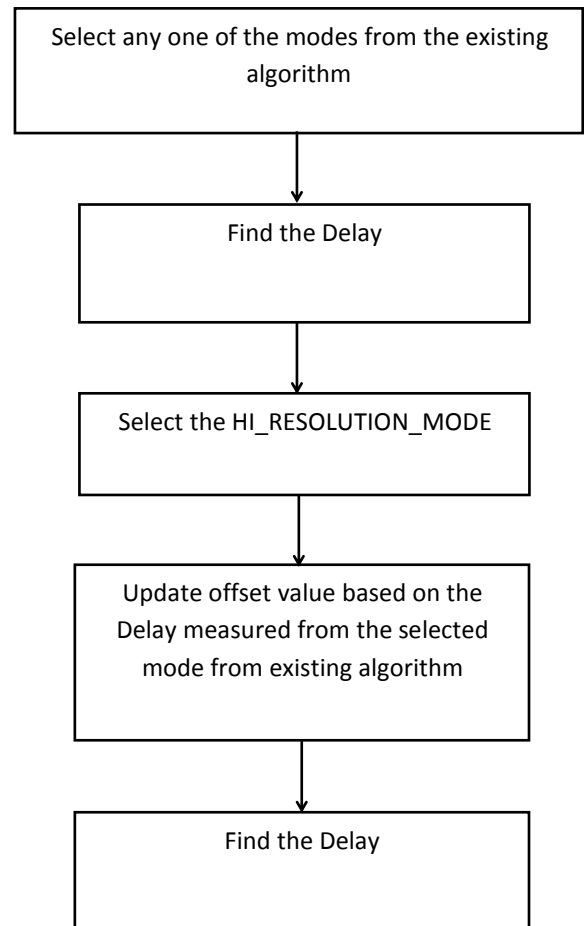 Select any one of the modes from the existing
algorithm
Find the Delay
Select the HI_RESOLUTION_MODE
Update offset value based on the
Delay measured from the selected
mode from existing algorithm
Find the Delay